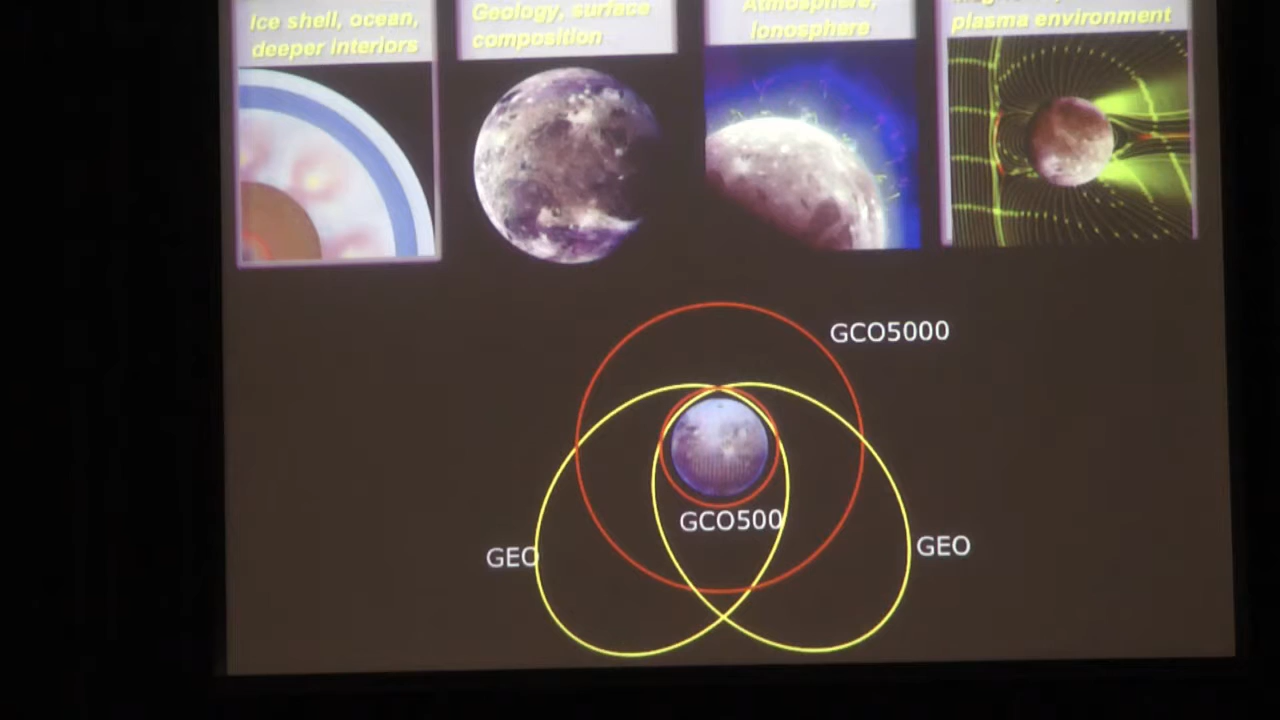 Ice shell, ocean,
deeper interiors
Geology, surface
composition
Atmosphere,
Ionosphere
plasma environment
GCO5000
GCO500
GEO
GEO